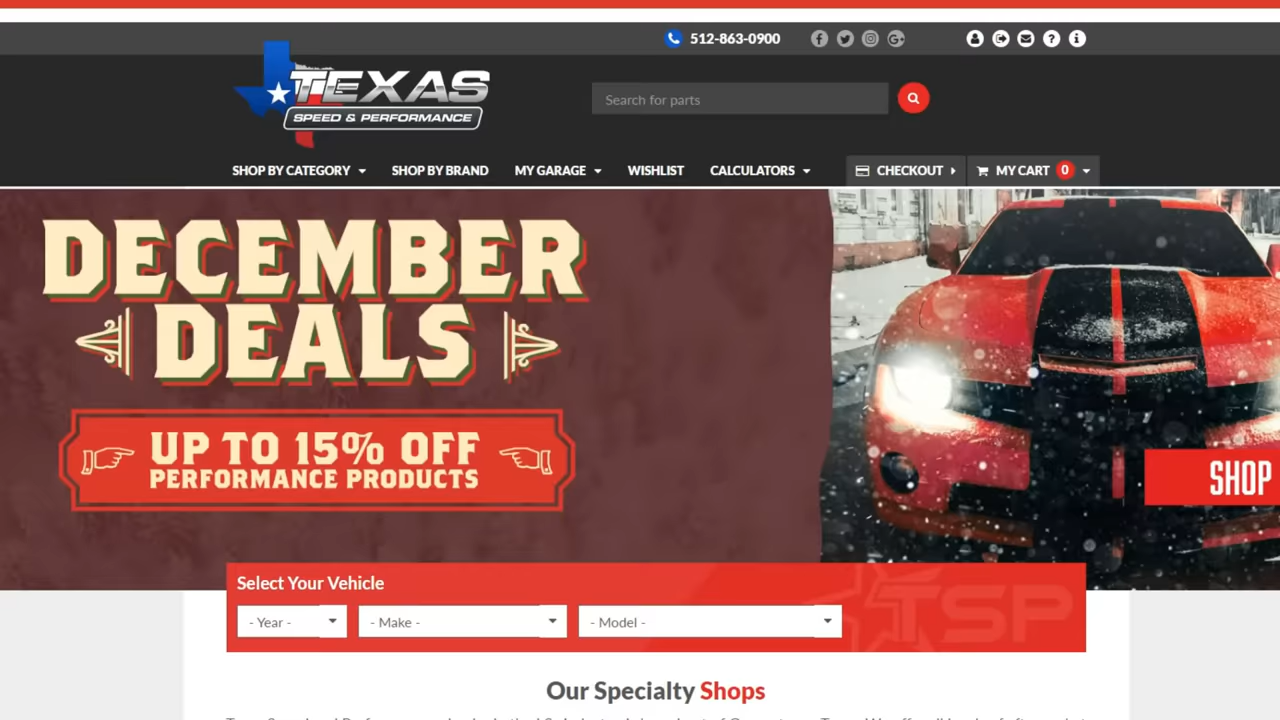 512-863-0900
TEXAS
SPEED & PERFORMANCE
Search for parts
SHOP BY CATEGORY
SHOP BY BRAND
MY GARAGE
WISHLIST
CALCULATORS
CHECKOUT
MY CART 0
DECEMBER
DEALS
UP TO 15% OFF
PERFORMANCE PRODUCTS
SHOP
Select Your Vehicle
- Year -
- Make -
- Model -
TSP
Our Specialty Shops